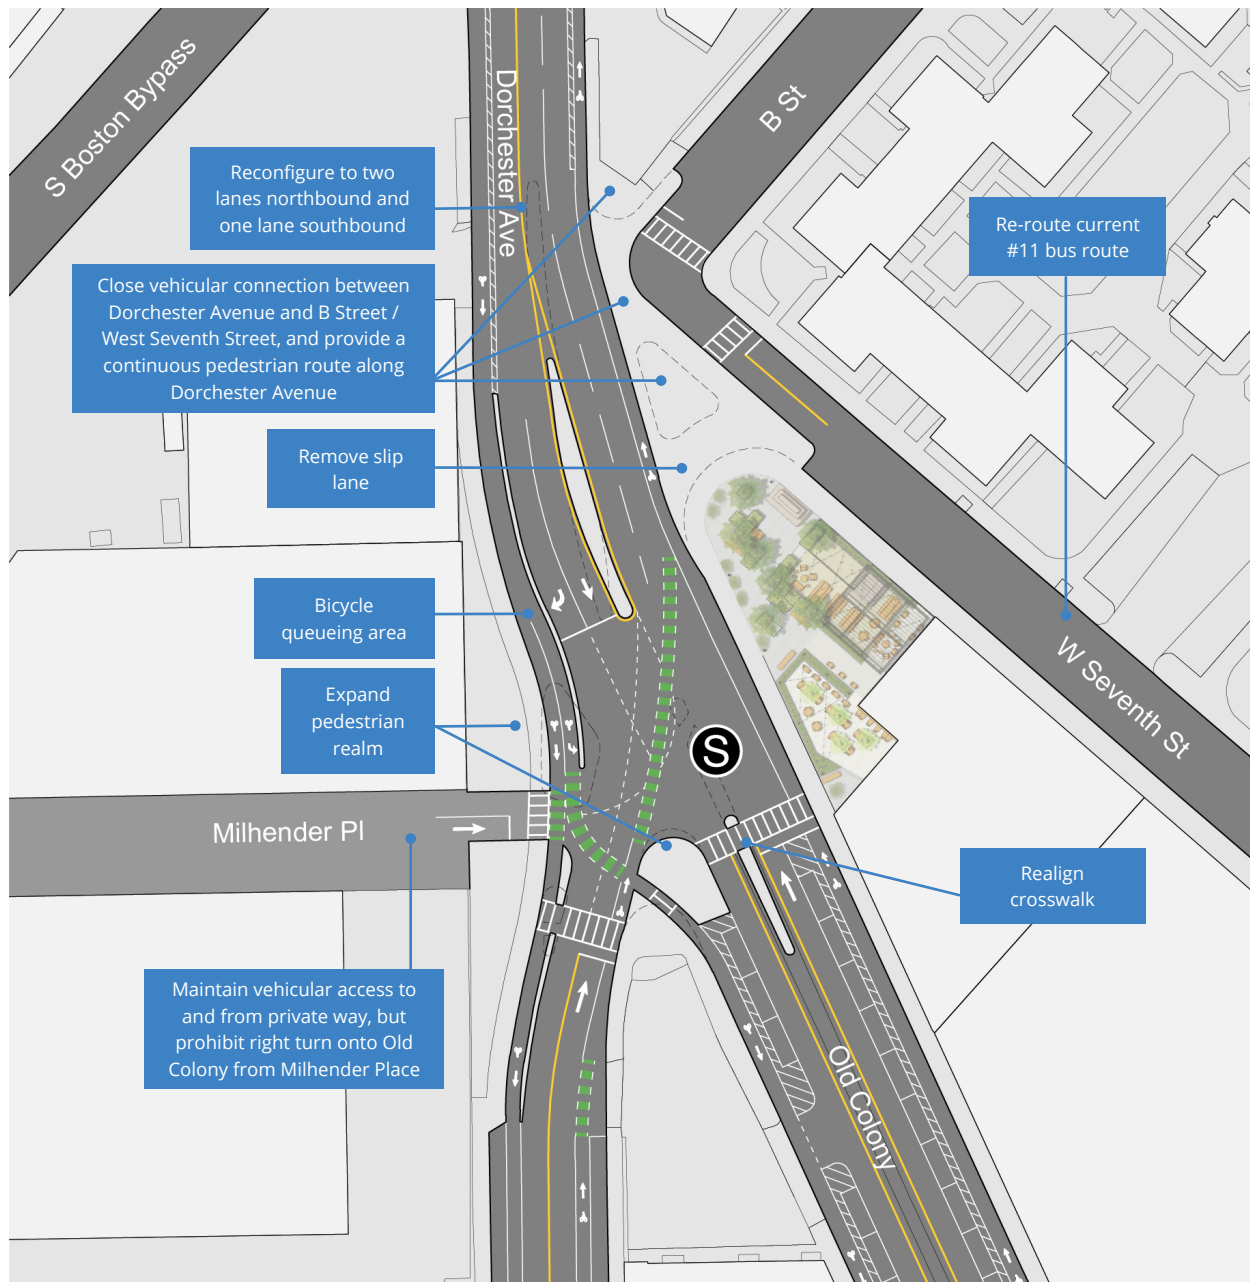 S Boston Bypass
Dorchester Ave
B St
Reconfigure to two
lanes northbound and
one lane southbound
Re-route current
#11 bus route
Close vehicular connection between
Dorchester Avenue and B Street /
West Seventh Street, and provide a
continuous pedestrian route along
Dorchester Avenue
Remove slip
lane
Bicycle
queueing area
Expand
pedestrian
realm
W Seventh St
S
Milhender Pl
Realign
crosswalk
Maintain vehicular access to
and from private way, but
prohibit right turn onto Old
Colony from Milhender Place
Old Colony